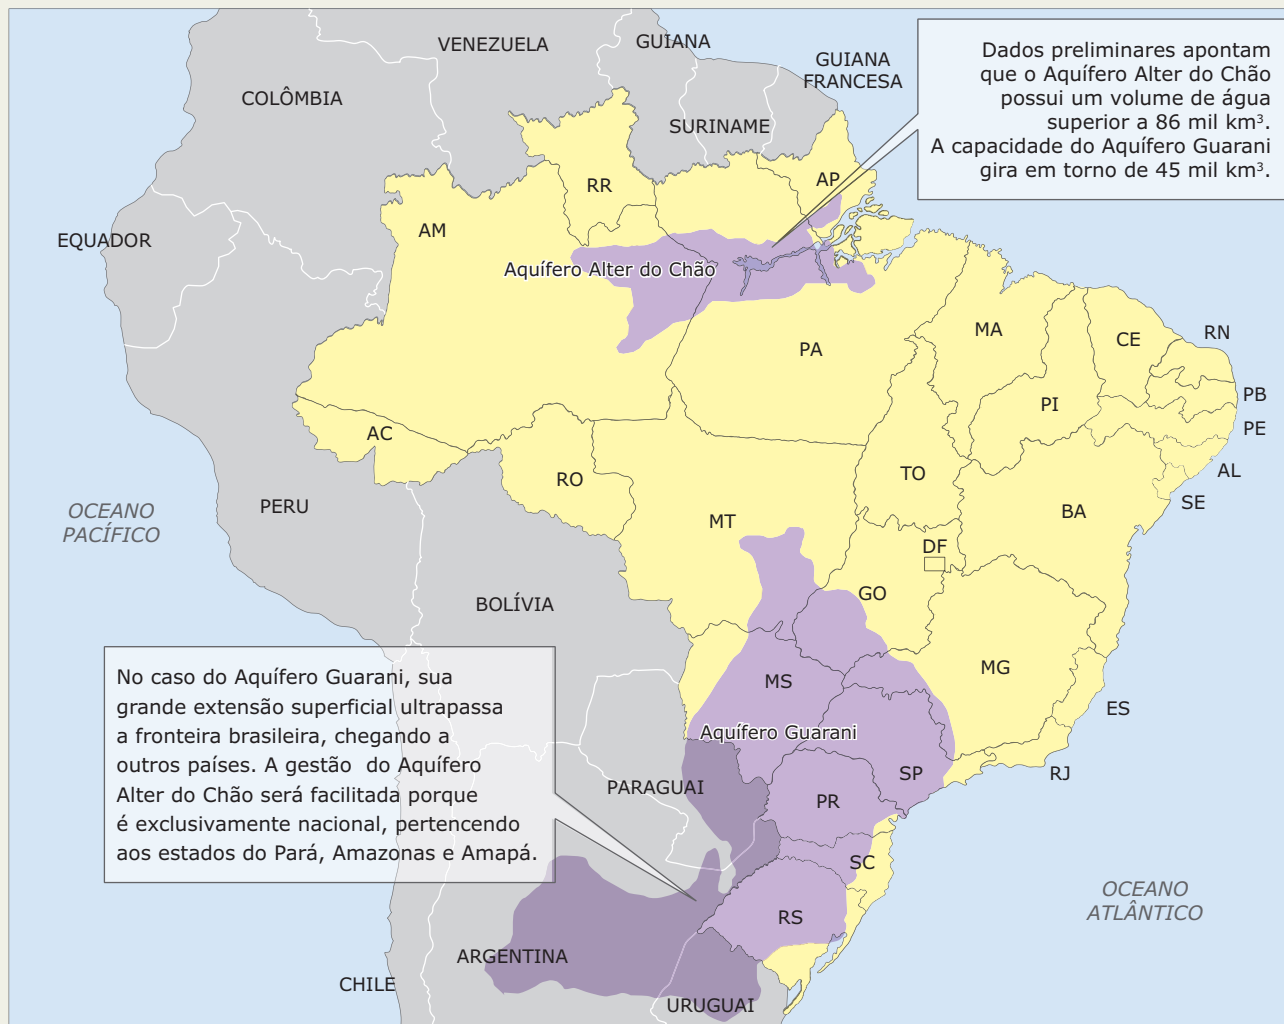 VENEZUELA
GUIANA
GUIANA
FRANCESA
COLÔMBIA
SURINAME
Dados preliminares apontam
que o Aquífero Alter do Chão
possui um volume de água
superior a 86 mil km³.
A capacidade do Aquífero Guarani
gira em torno de 45 mil km³.
RR
AP
AM
EQUADOR
Aquífero Alter do Chão
MA
CE
RN
PA
PI
PB
PE
AC
AL
TO
RO
SE
PERU
BA
OCEANO
PACÍFICO
MT
DF
GO
BOLÍVIA
No caso do Aquífero Guarani, sua
grande extensão superficial ultrapassa
a fronteira brasileira, chegando a
outros países. A gestão do Aquífero
Alter do Chão será facilitada porque
é exclusivamente nacional, pertencendo
aos estados do Pará, Amazonas e Amapá.
MG
MS
ES
Aquífero Guarani
SP
RJ
PARAGUAI
PR
SC
OCEANO
ATLÂNTICO
RS
ARGENTINA
CHILE
URUGUAI